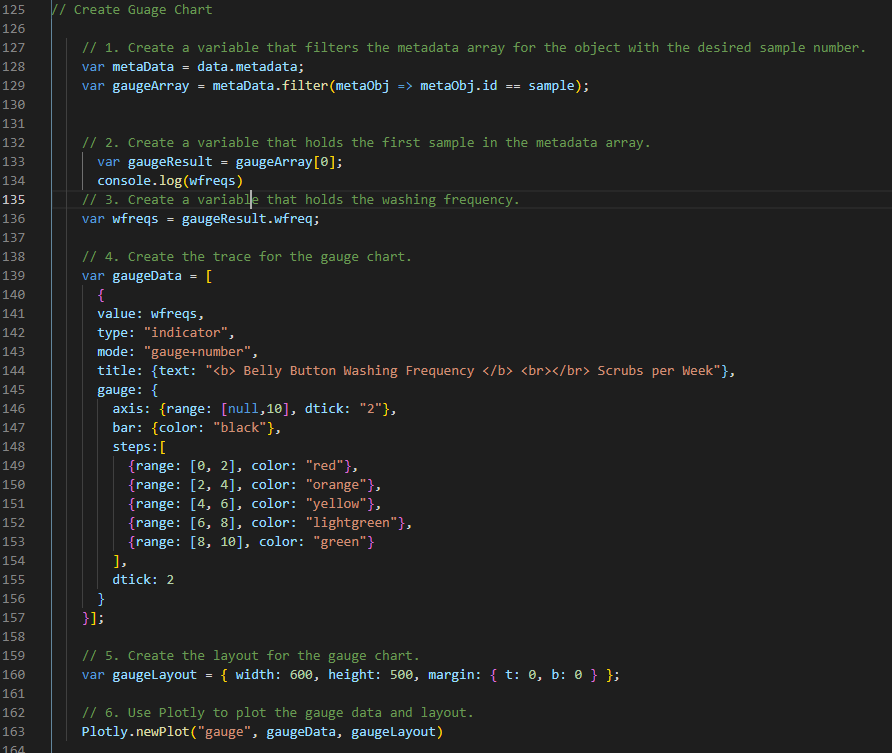 125 // Create Guage Chart
126
127 // 1. Create a variable that filters the metadata array for the object with the desired sample number.
128 var metaData = data.metadata;
129 var gaugeArray = metaData.filter(metaObj => metaObj.id == sample);
130
131
132 // 2. Create a variable that holds the first sample in the metadata array.
133 var gaugeResult = gaugeArray[0];
134 console.log(wfreqs)
135 // 3. Create a variable that holds the washing frequency.
136 var wfreqs = gaugeResult.wfreq;
137
138 // 4. Create the trace for the gauge chart.
139 var gaugeData = [
140 {
141 value: wfreqs,
142 type: "indicator",
143 mode: "gauge+number",
144 title: {text: "<b> Belly Button Washing Frequency </b> <br></br> Scrubs per Week"},
145 gauge: {
146 axis: {range: [null,10], dtick: "2"},
147 bar: {color: "black"},
148 steps:[
149 {range: [0, 2], color: "red"},
150 {range: [2, 4], color: "orange"},
151 {range: [4, 6], color: "yellow"},
152 {range: [6, 8], color: "lightgreen"},
153 {range: [8, 10], color: "green"}
154 ],
155 dtick: 2
156 }
157 }];
158
159 // 5. Create the layout for the gauge chart.
160 var gaugeLayout = { width: 600, height: 500, margin: { t: 0, b: 0 } };
161
162 // 6. Use Plotly to plot the gauge data and layout.
163 Plotly.newPlot("gauge", gaugeData, gaugeLayout)
164